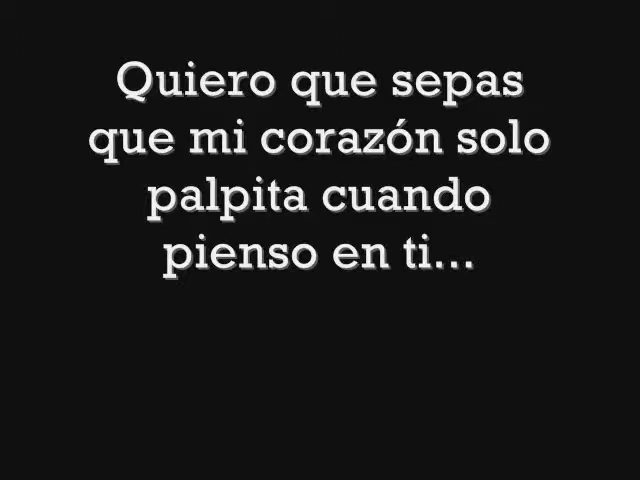 Quiero que sepas
que mi corazón solo
palpita cuando
pienso en ti...